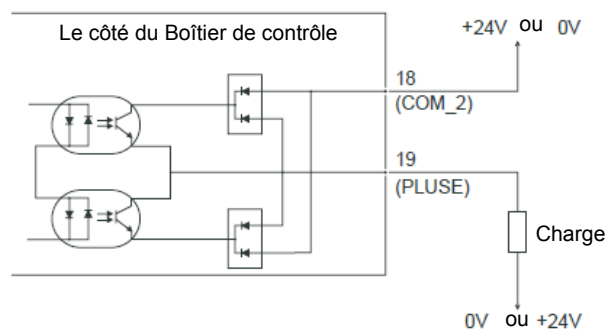 Le côté du Boîtier de contrôle
+24V ou 0V
18
(COM_2)
19
(PLUSE)
Charge
0V ou +24V